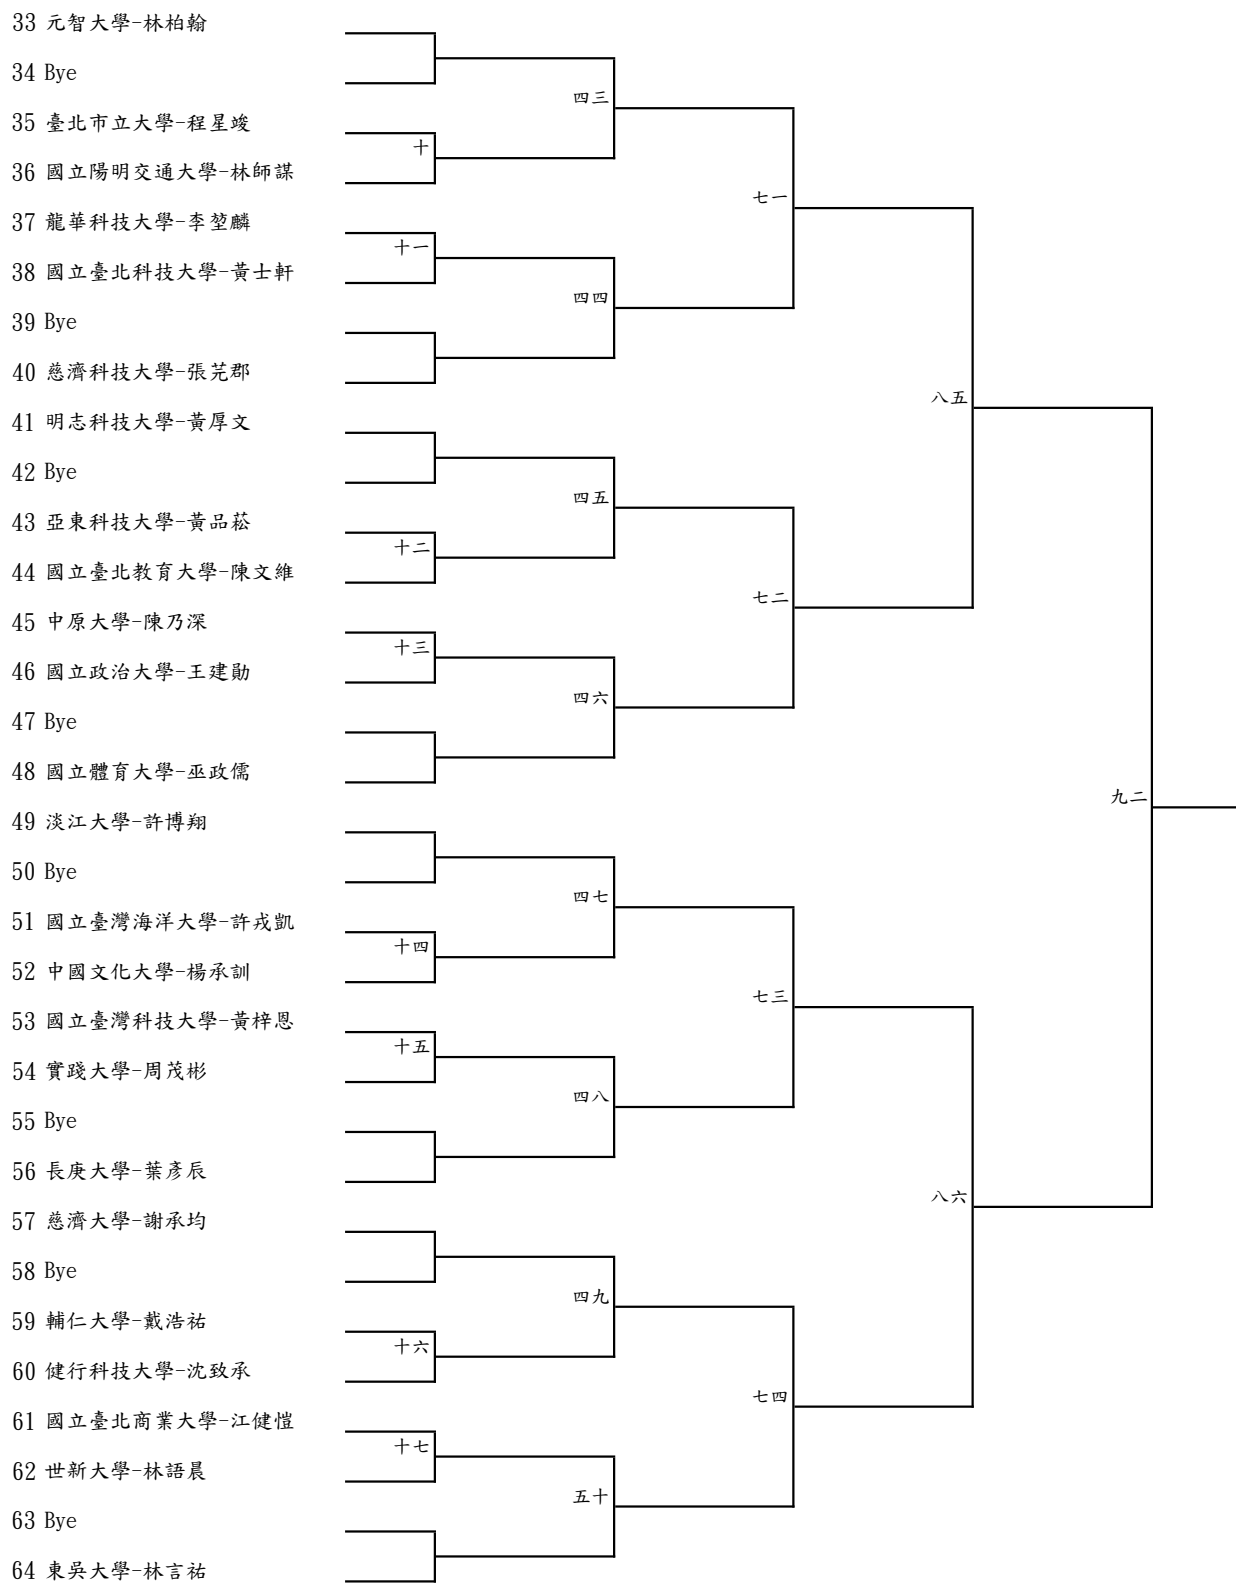 33 元智大學-林柏翰
34 Bye
四三
35 臺北市立大學-程星竣
十
36 國立陽明交通大學-林師謀
七一
37 龍華科技大學-李堃麟
十一
38 國立臺北科技大學-黃士軒
四四
39 Bye
40 慈濟科技大學-張芫郡
八五
41 明志科技大學-黃厚文
42 Bye
四五
43 亞東科技大學-黃品菘
十二
44 國立臺北教育大學-陳文維
七二
45 中原大學-陳乃深
十三
46 國立政治大學-王建勛
四六
47 Bye
48 國立體育大學-巫政儒
九二
49 淡江大學-許博翔
50 Bye
四七
51 國立臺灣海洋大學-許戎凱
十四
52 中國文化大學-楊承訓
七三
53 國立臺灣科技大學-黃梓恩
十五
54 實踐大學-周茂彬
四八
55 Bye
56 長庚大學-葉彥辰
八六
57 慈濟大學-謝承均
58 Bye
四九
59 輔仁大學-戴浩祐
十六
60 健行科技大學-沈致承
七四
61 國立臺北商業大學-江健愷
十七
62 世新大學-林語晨
五十
63 Bye
64 東吳大學-林言祐